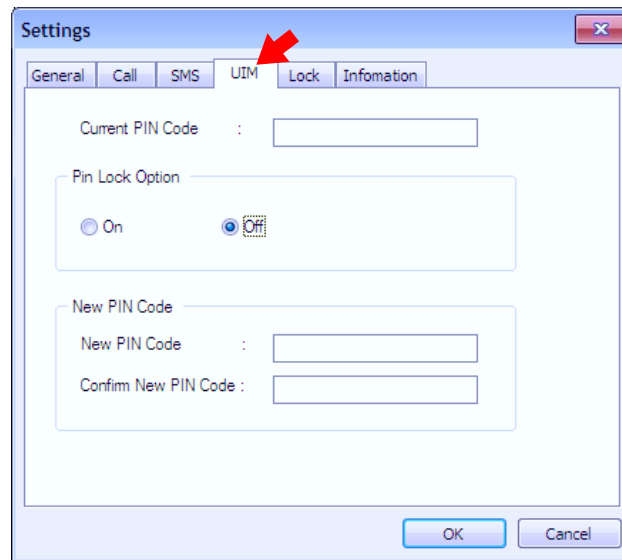 Settings
General Call SMS UIM Lock Infomation
Current PIN Code :
Pin Lock Option
On Off
New PIN Code
New PIN Code :
Confirm New PIN Code :
OK Cancel